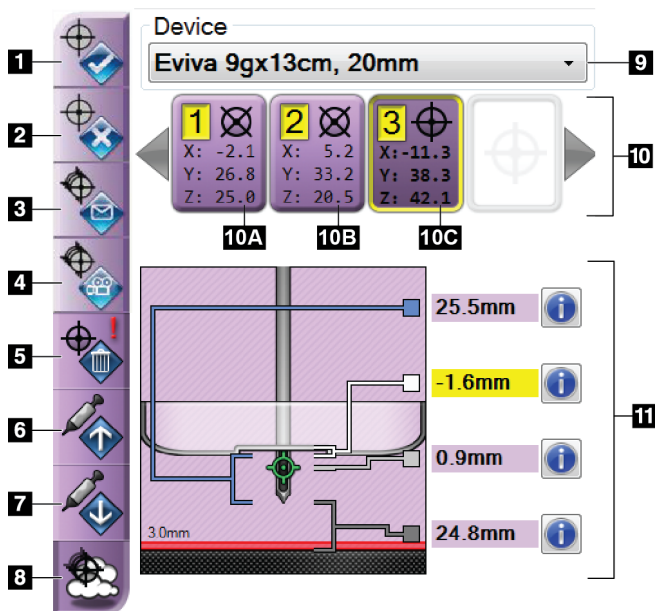 Device
1
Eviva 9gx13cm, 20mm
9
2
1
2
3
X: -2.1
X: 5.2
X:-11.3
Y: 26.8
Y: 33.2
Y: 38.3
Z: 25.0
Z: 20.5
Z: 42.1
10
3
10A
10B
10C
4
25.5mm
i
5
!
-1.6mm
i
11
6
0.9mm
i
7
3.0mm
24.8mm
i
8